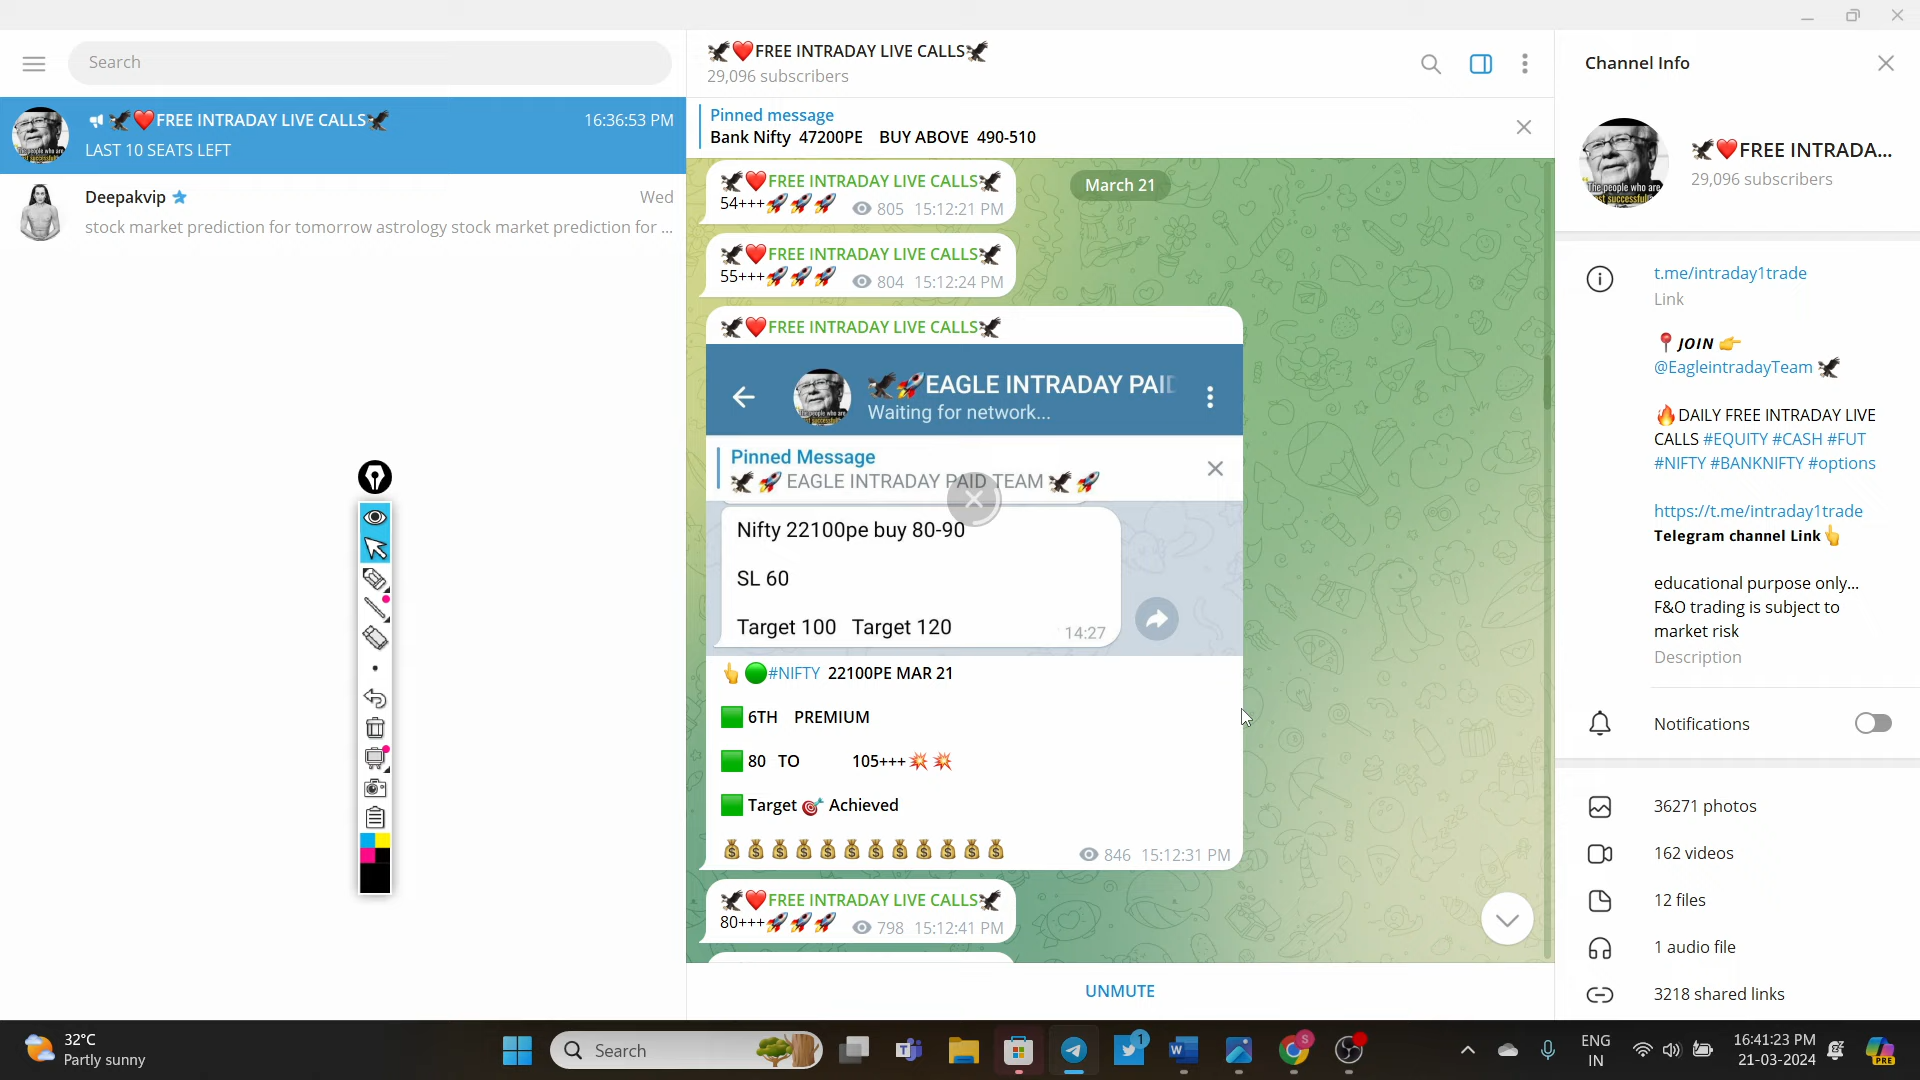 Search
📢 🦅❤️FREE INTRADAY LIVE CALLS🦅 16:36:53 PM
LAST 10 SEATS LEFT
Deepakvip Wed
stock market prediction for tomorrow astrology stock market prediction for ...
🦅❤️FREE INTRADAY LIVE CALLS🦅
29,096 subscribers
Pinned message
Bank Nifty 47200PE BUY ABOVE 490-510
March 21
🦅❤️FREE INTRADAY LIVE CALLS🦅
54+++🚀🚀🚀 805 15:12:21 PM
🦅❤️FREE INTRADAY LIVE CALLS🦅
55+++🚀🚀🚀 804 15:12:24 PM
🦅❤️FREE INTRADAY LIVE CALLS🦅
🦅🚀EAGLE INTRADAY PAID
Waiting for network...
Pinned Message
🦅🚀 EAGLE INTRADAY PAID TEAM 🦅🚀
Nifty 22100pe buy 80-90
SL 60
Target 100 Target 120 14:27
👆🟢#NIFTY 22100PE MAR 21
🟩6TH PREMIUM
🟩80 TO 105+++💥💥
🟩Target 🎯 Achieved
💰💰💰💰💰💰💰💰💰💰💰💰 846 15:12:31 PM
🦅❤️FREE INTRADAY LIVE CALLS🦅
80+++🚀🚀🚀 798 15:12:41 PM
UNMUTE
Channel Info
🦅❤️FREE INTRADA...
29,096 subscribers
The people who are
st successful
t.me/intraday1trade
Link
📍JOIN 👉
@EagleintradayTeam 🦅
🔥DAILY FREE INTRADAY LIVE
CALLS #EQUITY #CASH #FUT
#NIFTY #BANKNIFTY #options
https://t.me/intraday1trade
Telegram channel Link👆
educational purpose only...
F&O trading is subject to
market risk
Description
Notifications
36271 photos
162 videos
12 files
1 audio file
3218 shared links
32°C
Partly sunny
Search
1
W
S
ENG
IN
16:41:23 PM
21-03-2024
PRE